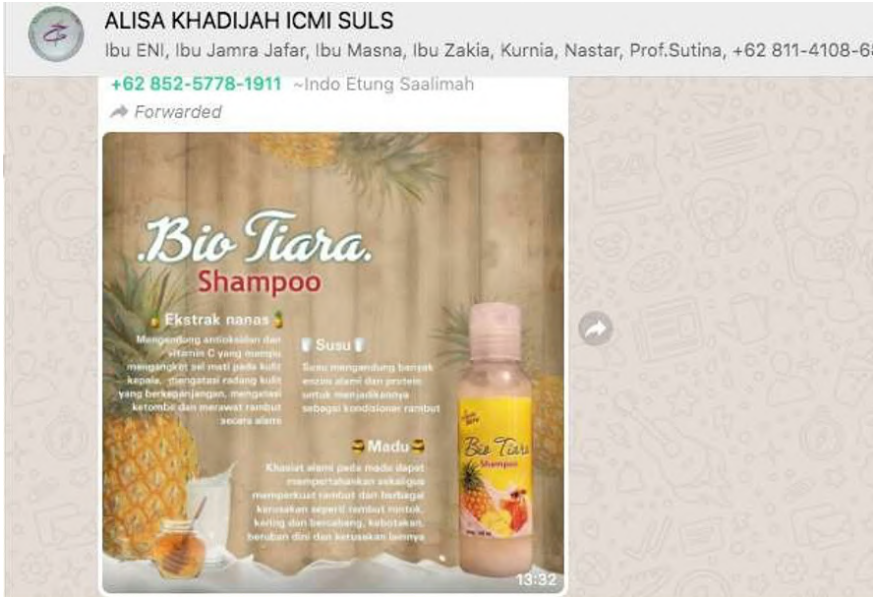 ALISA KHADIJAH ICMI SULS
Ibu ENI, Ibu Jamra Jafar, Ibu Masna, Ibu Zakia, Kurnia, Nastar, Prof.Sutina, +62 811-4108-68
+62 852-5778-1911 ~Indo Etung Saalimah
Forwarded
.Bio Tiara.
Shampoo
Ekstrak nanas
Mengandung antioksidan dan
vitamin C yang mampu
mengangkat sel mati pada kulit
kepala, mengatasi radang kulit
yang berkepanjangan, mengatasi
ketombe dan merawat rambut
secara alami
Susu
Susu mengandung banyak
enzim alami dan protein
untuk menjadikannya
sebagai kondisioner rambut
Madu
Khasiat alami pada madu dapat
mempertahankan sekaligus
memperkuat rambut dari berbagai
kerusakan seperti rambut rontok,
kering dan bercabang, kebotakan,
beruban dini dan kerusakan lainnya
Bio Tiara
Shampoo
13:32